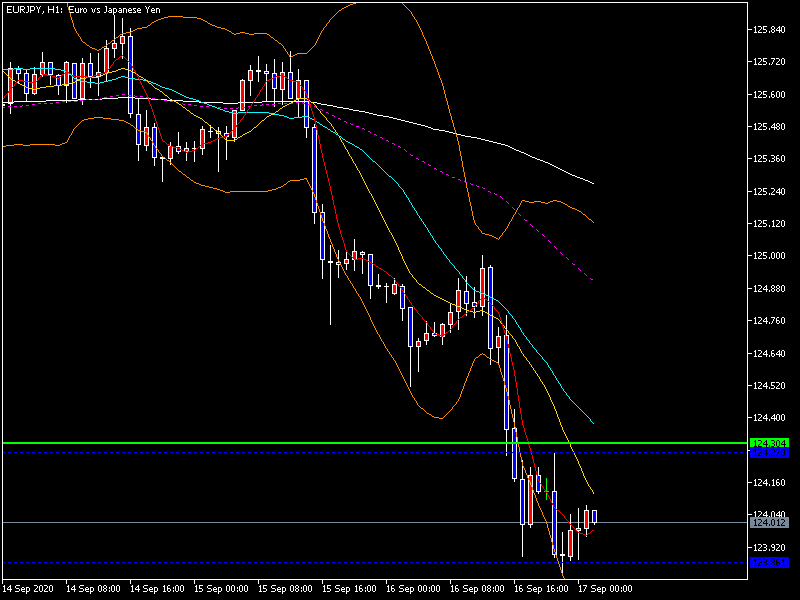 EURJPY, H1: Euro vs Japanese Yen
125.840
125.720
125.600
125.480
125.360
125.240
125.120
125.000
124.880
124.760
124.640
124.520
124.400
124.304
124.160
124.040
124.012
123.920
14 Sep 2020
14 Sep 08:00
14 Sep 16:00
15 Sep 00:00
15 Sep 08:00
15 Sep 16:00
16 Sep 00:00
16 Sep 08:00
16 Sep 16:00
17 Sep 00:00